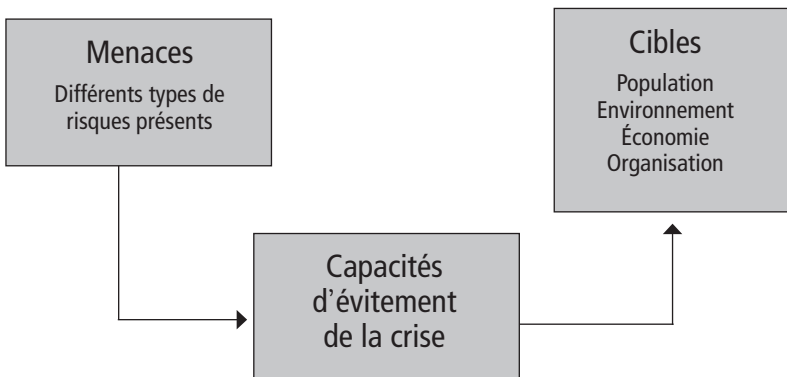 Menaces
Différents types de
risques présents
Cibles
Population
Environnement
Économie
Organisation
Capacités
d'évitement
de la crise